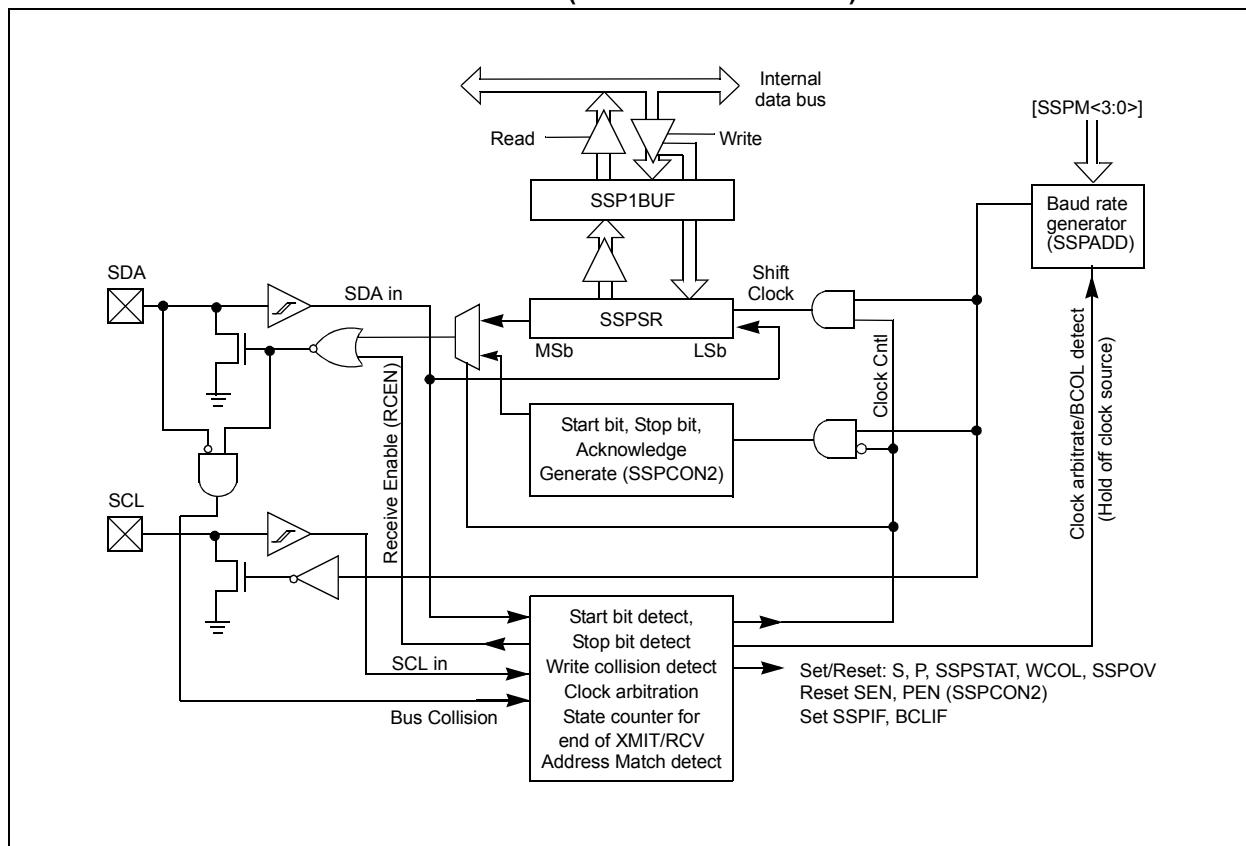 Internal
data bus
[SSPM<3:0>]
Read
Write
SSP1BUF
Baud rate
generator
(SSPADD)
SDA
SDA in
Shift
Clock
SSPSR
MSb
LSb
Receive Enable (RCEN)
Clock Cntl
Clock arbitrate/BCOL detect
(Hold off clock source)
Start bit, Stop bit,
Acknowledge
Generate (SSPCON2)
SCL
SCL in
Bus Collision
Start bit detect,
Stop bit detect
Write collision detect
Clock arbitration
State counter for
end of XMIT/RCV
Address Match detect
Set/Reset: S, P, SSPSTAT, WCOL, SSPOV
Reset SEN, PEN (SSPCON2)
Set SSPIF, BCLIF